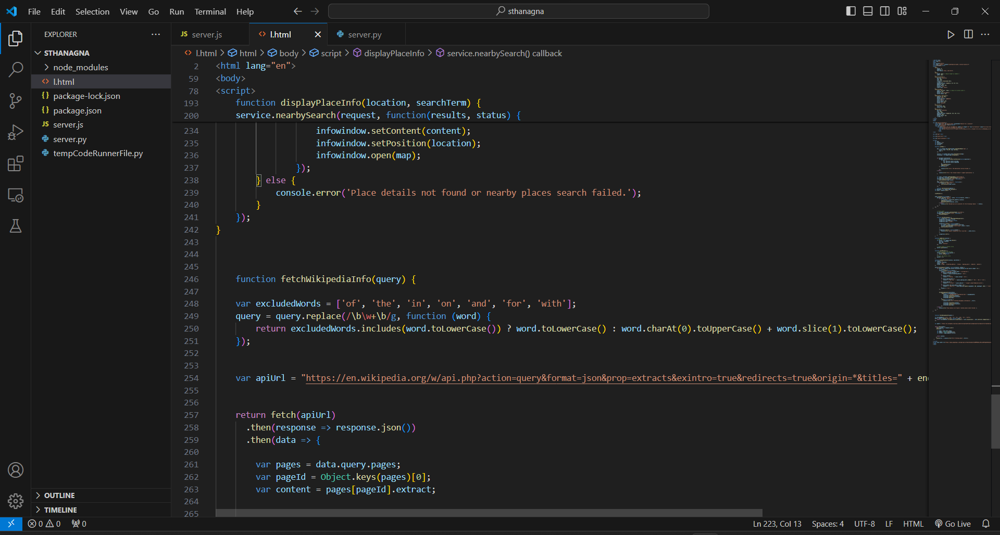 File Edit Selection View Go Run Terminal Help
sthanagna
EXPLORER
STHANAGNA
node_modules
l.html
package-lock.json
package.json
server.js
server.py
tempCodeRunnerFile.py
OUTLINE
TIMELINE
JS server.js
l.html
server.py
l.html > html > body > script > displayPlaceInfo > service.nearbySearch() callback
2 <html lang="en">
59 <body>
78 <script>
193 function displayPlaceInfo(location, searchTerm) {
200 service.nearbySearch(request, function(results, status) {
234 infowindow.setContent(content);
235 infowindow.setPosition(location);
236 infowindow.open(map);
237 });
238 } else {
239 console.error('Place details not found or nearby places search failed.');
240 }
241 });
242 }
243
244
245
246 function fetchWikipediaInfo(query) {
247
248 var excludedWords = ['of', 'the', 'in', 'on', 'and', 'for', 'with'];
249 query = query.replace(/\b\w+\b/g, function (word) {
250 return excludedWords.includes(word.toLowerCase()) ? word.toLowerCase() : word.charAt(0).toUpperCase() + word.slice(1).toLowerCase();
251 });
252
253
254 var apiUrl = "https://en.wikipedia.org/w/api.php?action=query&format=json&prop=extracts&exintro=true&redirects=true&origin=*&titles=" + en
255
256
257 return fetch(apiUrl)
258 .then(response => response.json())
259 .then(data => {
260
261 var pages = data.query.pages;
262 var pageId = Object.keys(pages)[0];
263 var content = pages[pageId].extract;
264
265
0 0 0
Ln 223, Col 13 Spaces: 4 UTF-8 LF HTML Go Live